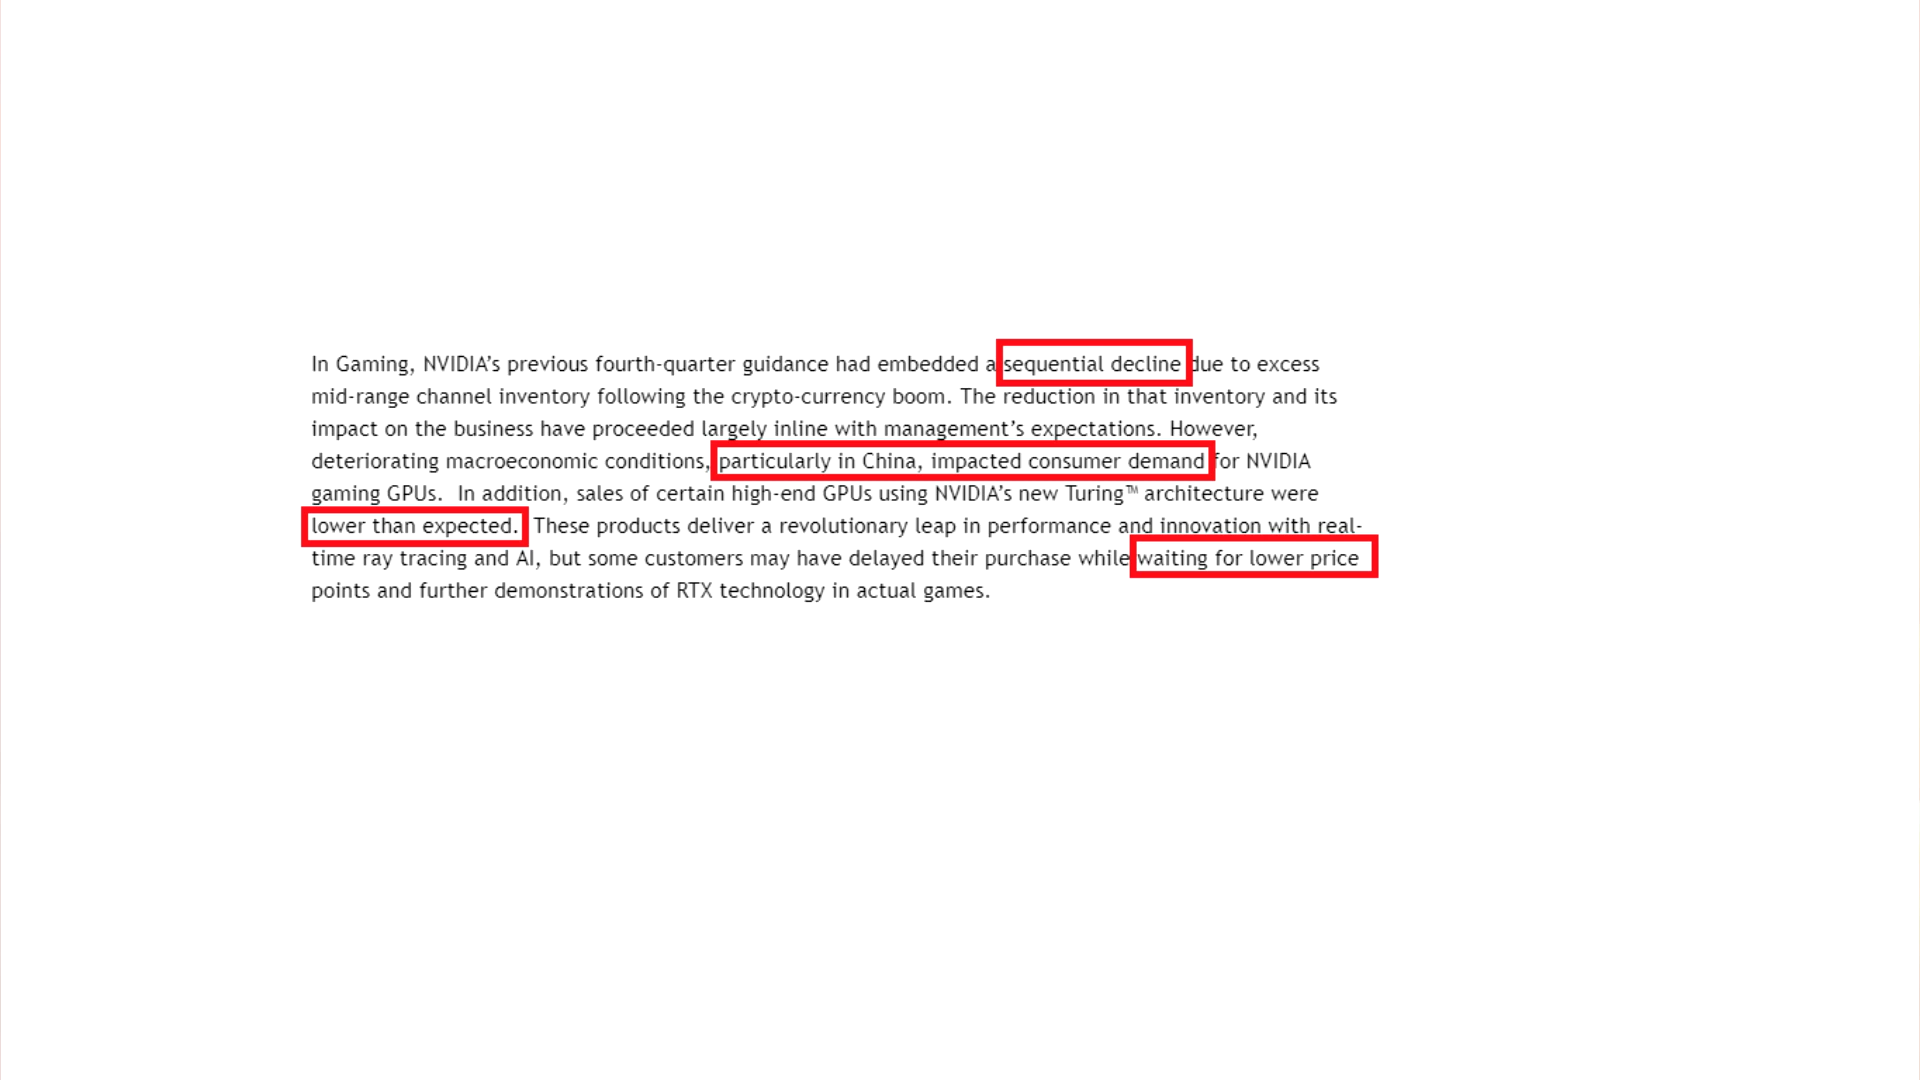 In Gaming, NVIDIA’s previous fourth-quarter guidance had embedded a sequential decline due to excess
mid-range channel inventory following the crypto-currency boom. The reduction in that inventory and its
impact on the business have proceeded largely inline with management’s expectations. However,
deteriorating macroeconomic conditions, particularly in China, impacted consumer demand for NVIDIA
gaming GPUs.  In addition, sales of certain high-end GPUs using NVIDIA’s new Turing™ architecture were
lower than expected.  These products deliver a revolutionary leap in performance and innovation with real-
time ray tracing and AI, but some customers may have delayed their purchase while waiting for lower price
points and further demonstrations of RTX technology in actual games.